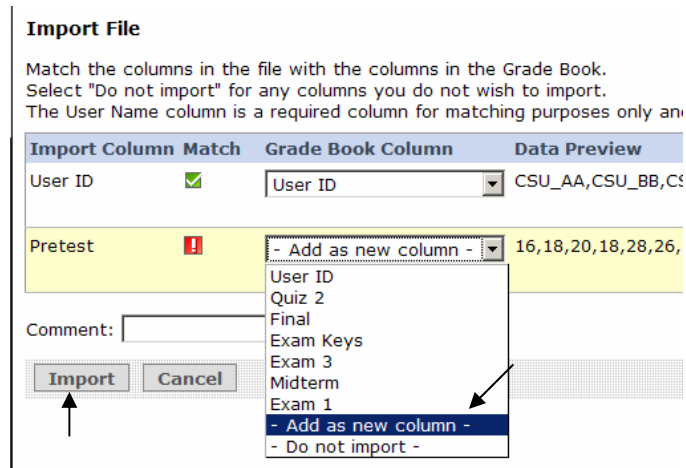 Import File
Match the columns in the file with the columns in the Grade Book.
Select "Do not import" for any columns you do not wish to import.
The User Name column is a required column for matching purposes only and
Import Column Match Grade Book Column Data Preview
User ID User ID CSU_AA,CSU_BB,CS
Pretest - Add as new column - 16,18,20,18,28,26,
User ID
Quiz 2
Final
Exam Keys
Exam 3
Midterm
Exam 1
- Add as new column -
- Do not import -
Comment:
Import Cancel